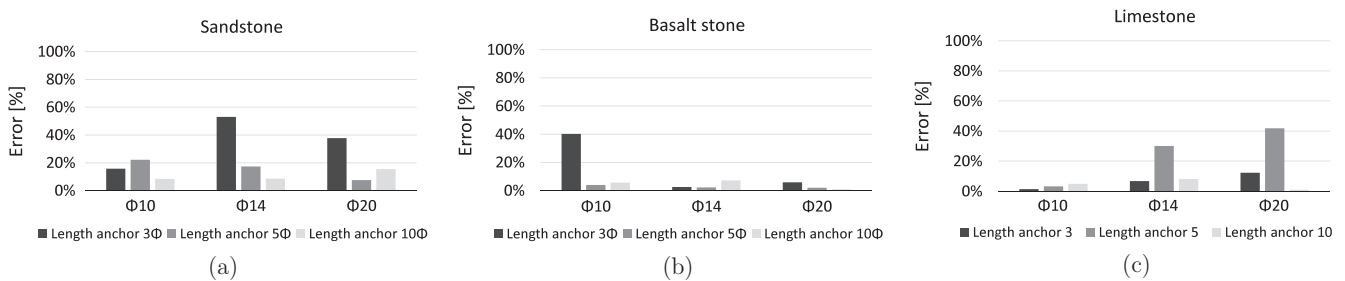 Sandstone
Error [%]
100%
80%
60%
40%
20%
0%
Φ10 Φ14 Φ20
Length anchor 3Φ Length anchor 5Φ Length anchor 10Φ
(a)
Basalt stone
Error [%]
100%
80%
60%
40%
20%
0%
Φ10 Φ14 Φ20
Length anchor 3Φ Length anchor 5Φ Length anchor 10Φ
(b)
Limestone
Error [%]
100%
80%
60%
40%
20%
0%
Φ10 Φ14 Φ20
Length anchor 3 Length anchor 5 Length anchor 10
(c)